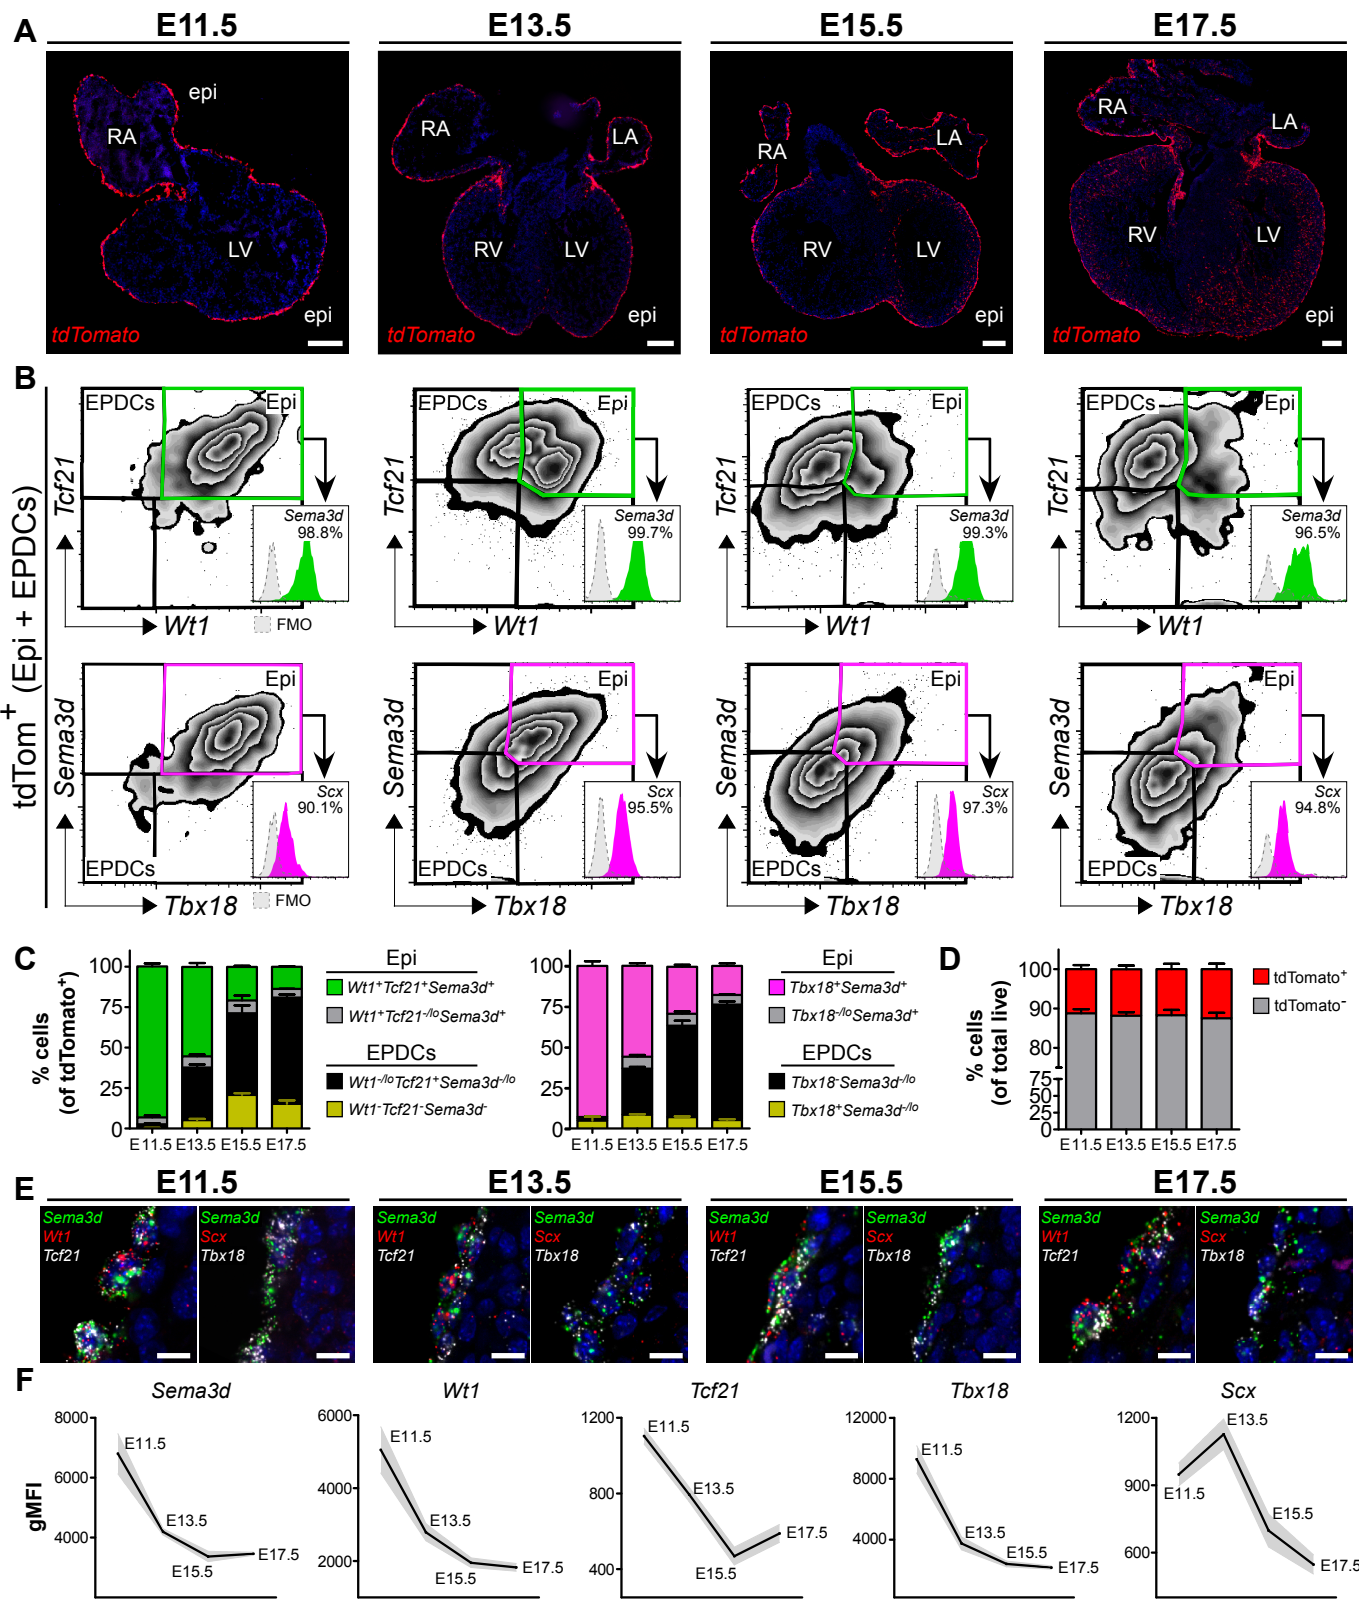 A
E11.5
E13.5
E15.5
E17.5
epi
RA
LV
epi
tdTomato
RA
LA
RV
LV
epi
tdTomato
RA
LA
RV
LV
epi
tdTomato
RA
LA
RV
LV
epi
tdTomato
B
tdTom+ (Epi + EPDCs)
EPDCs
Epi
Tcf21
Sema3d
98.8%
Wt1
FMO
EPDCs
Epi
Tcf21
Sema3d
99.7%
Wt1
EPDCs
Epi
Tcf21
Sema3d
99.3%
Wt1
EPDCs
Epi
Tcf21
Sema3d
96.5%
Wt1
Epi
Sema3d
Scx
90.1%
EPDCs
Tbx18
FMO
Epi
Sema3d
Scx
95.5%
EPDCs
Tbx18
Epi
Sema3d
Scx
97.3%
EPDCs
Tbx18
Epi
Sema3d
Scx
94.8%
EPDCs
Tbx18
C
% cells
(of tdTomato+)
100
75
50
25
0
E11.5 E13.5 E15.5 E17.5
Epi
Wt1+Tcf21+Sema3d+
Wt1+Tcf21-/loSema3d+
EPDCs
Wt1-/loTcf21+Sema3d-/lo
Wt1-Tcf21-Sema3d-
100
75
50
25
0
E11.5 E13.5 E15.5 E17.5
Epi
Tbx18+Sema3d+
Tbx18-/loSema3d+
EPDCs
Tbx18-Sema3d-/lo
Tbx18+Sema3d-/lo
D
% cells
(of total live)
100
90
80
75
50
25
0
E11.5 E13.5 E15.5 E17.5
tdTomato+
tdTomato-
E
E11.5
E13.5
E15.5
E17.5
Sema3d
Wt1
Tcf21
Sema3d
Scx
Tbx18
Sema3d
Wt1
Tcf21
Sema3d
Scx
Tbx18
Sema3d
Wt1
Tcf21
Sema3d
Scx
Tbx18
Sema3d
Wt1
Tcf21
Sema3d
Scx
Tbx18
F
gMFI
Sema3d
8000
6000
4000
E11.5
E13.5
E15.5
E17.5
Wt1
6000
4000
2000
E11.5
E13.5
E15.5
E17.5
Tcf21
1200
800
400
E11.5
E13.5
E15.5
E17.5
Tbx18
12000
8000
4000
E11.5
E13.5
E15.5
E17.5
Scx
1200
900
600
E11.5
E13.5
E15.5
E17.5